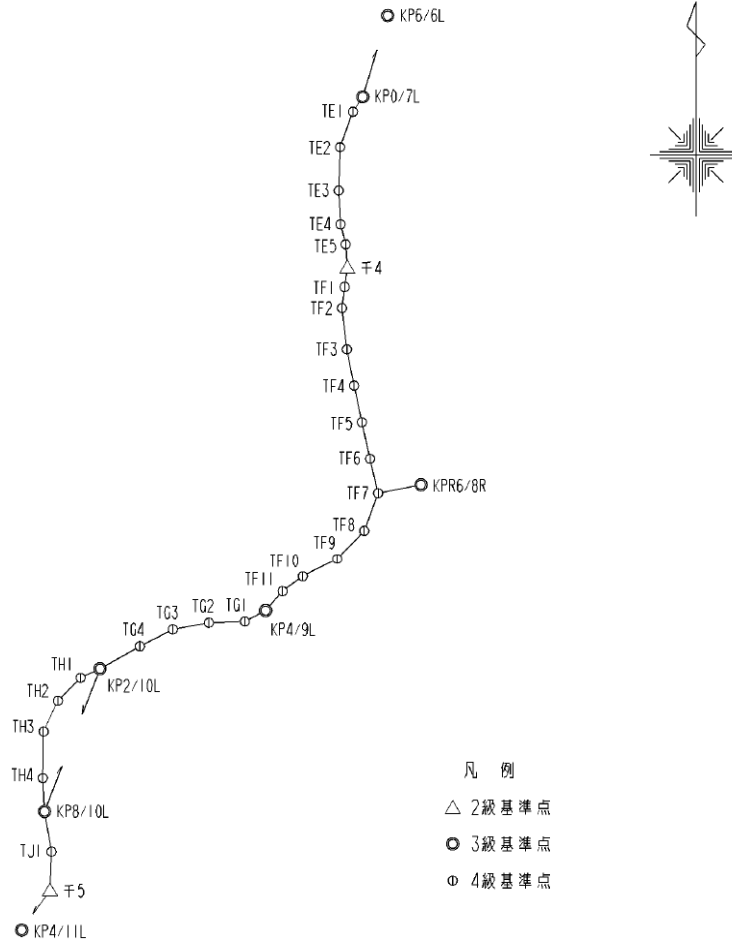 KP6/6L
KP0/7L
TE1
TE2
TE3
TE4
TE5
千4
TF1
TF2
TF3
TF4
TF5
TF6
TF7
KPR6/8R
TF8
TF9
TF10
TF11
KP4/9L
TG1
TG2
TG3
TG4
KP2/10L
TH1
TH2
TH3
TH4
KP8/10L
TJ1
千5
KP4/11L
凡 例
2級基準点
3級基準点
4級基準点